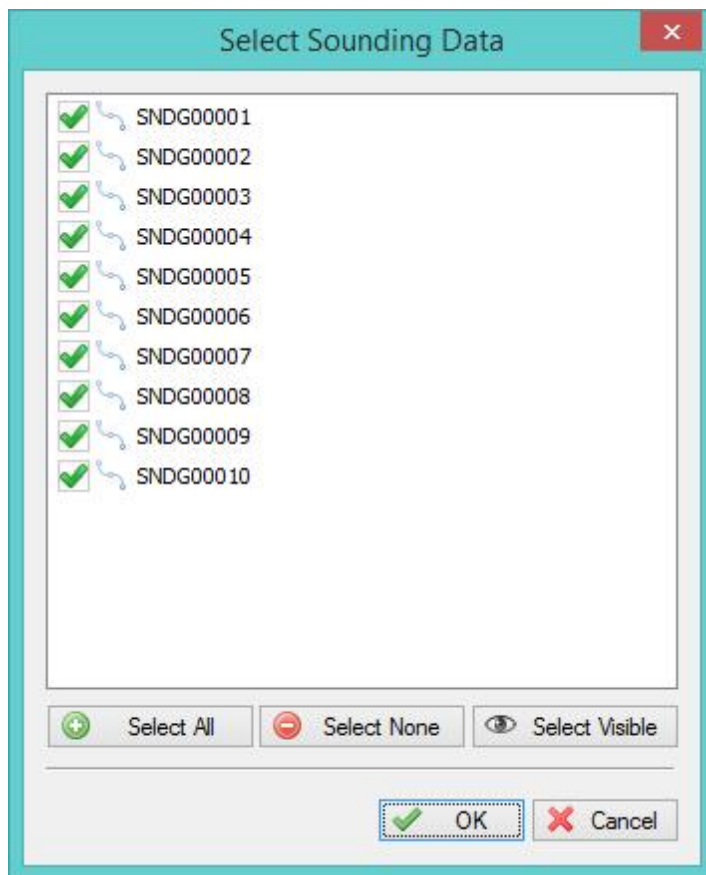 Select Sounding Data
SNDG00001
SNDG00002
SNDG00003
SNDG00004
SNDG00005
SNDG00006
SNDG00007
SNDG00008
SNDG00009
SNDG00010
Select All Select None Select Visible
OK Cancel